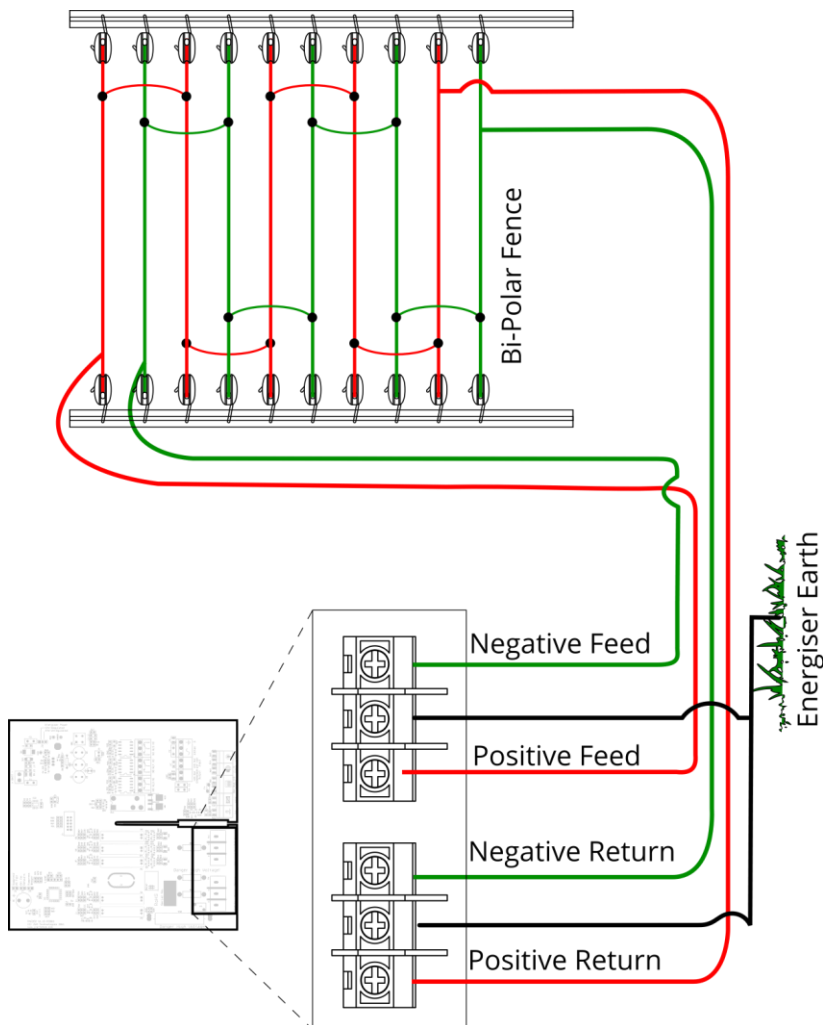 Bi-Polar Fence
Energiser Earth
Negative Feed
Positive Feed
Negative Return
Positive Return